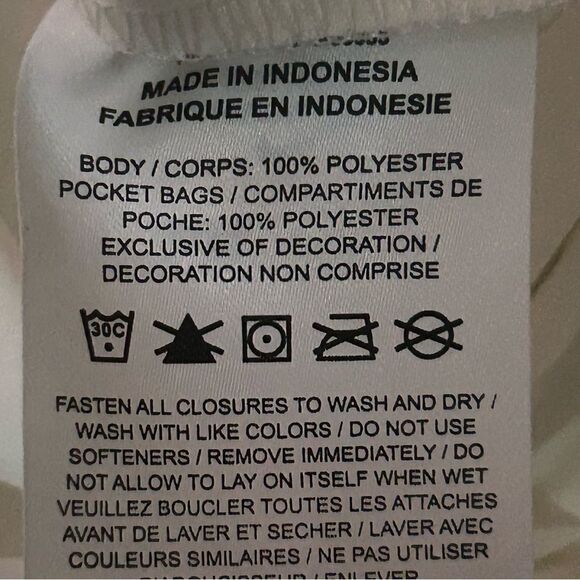 MADE IN INDONESIA
FABRIQUE EN INDONESIE
BODY / CORPS: 100% POLYESTER
POCKET BAGS / COMPARTIMENTS DE
POCHE: 100% POLYESTER
EXCLUSIVE OF DECORATION /
DECORATION NON COMPRISE
30C
FASTEN ALL CLOSURES TO WASH AND DRY /
WASH WITH LIKE COLORS / DO NOT USE
SOFTENERS / REMOVE IMMEDIATELY / DO
NOT ALLOW TO LAY ON ITSELF WHEN WET
VEUILLEZ BOUCLER TOUTES LES ATTACHES
AVANT DE LAVER ET SECHER / LAVER AVEC
COULEURS SIMILAIRES / NE PAS UTILISER